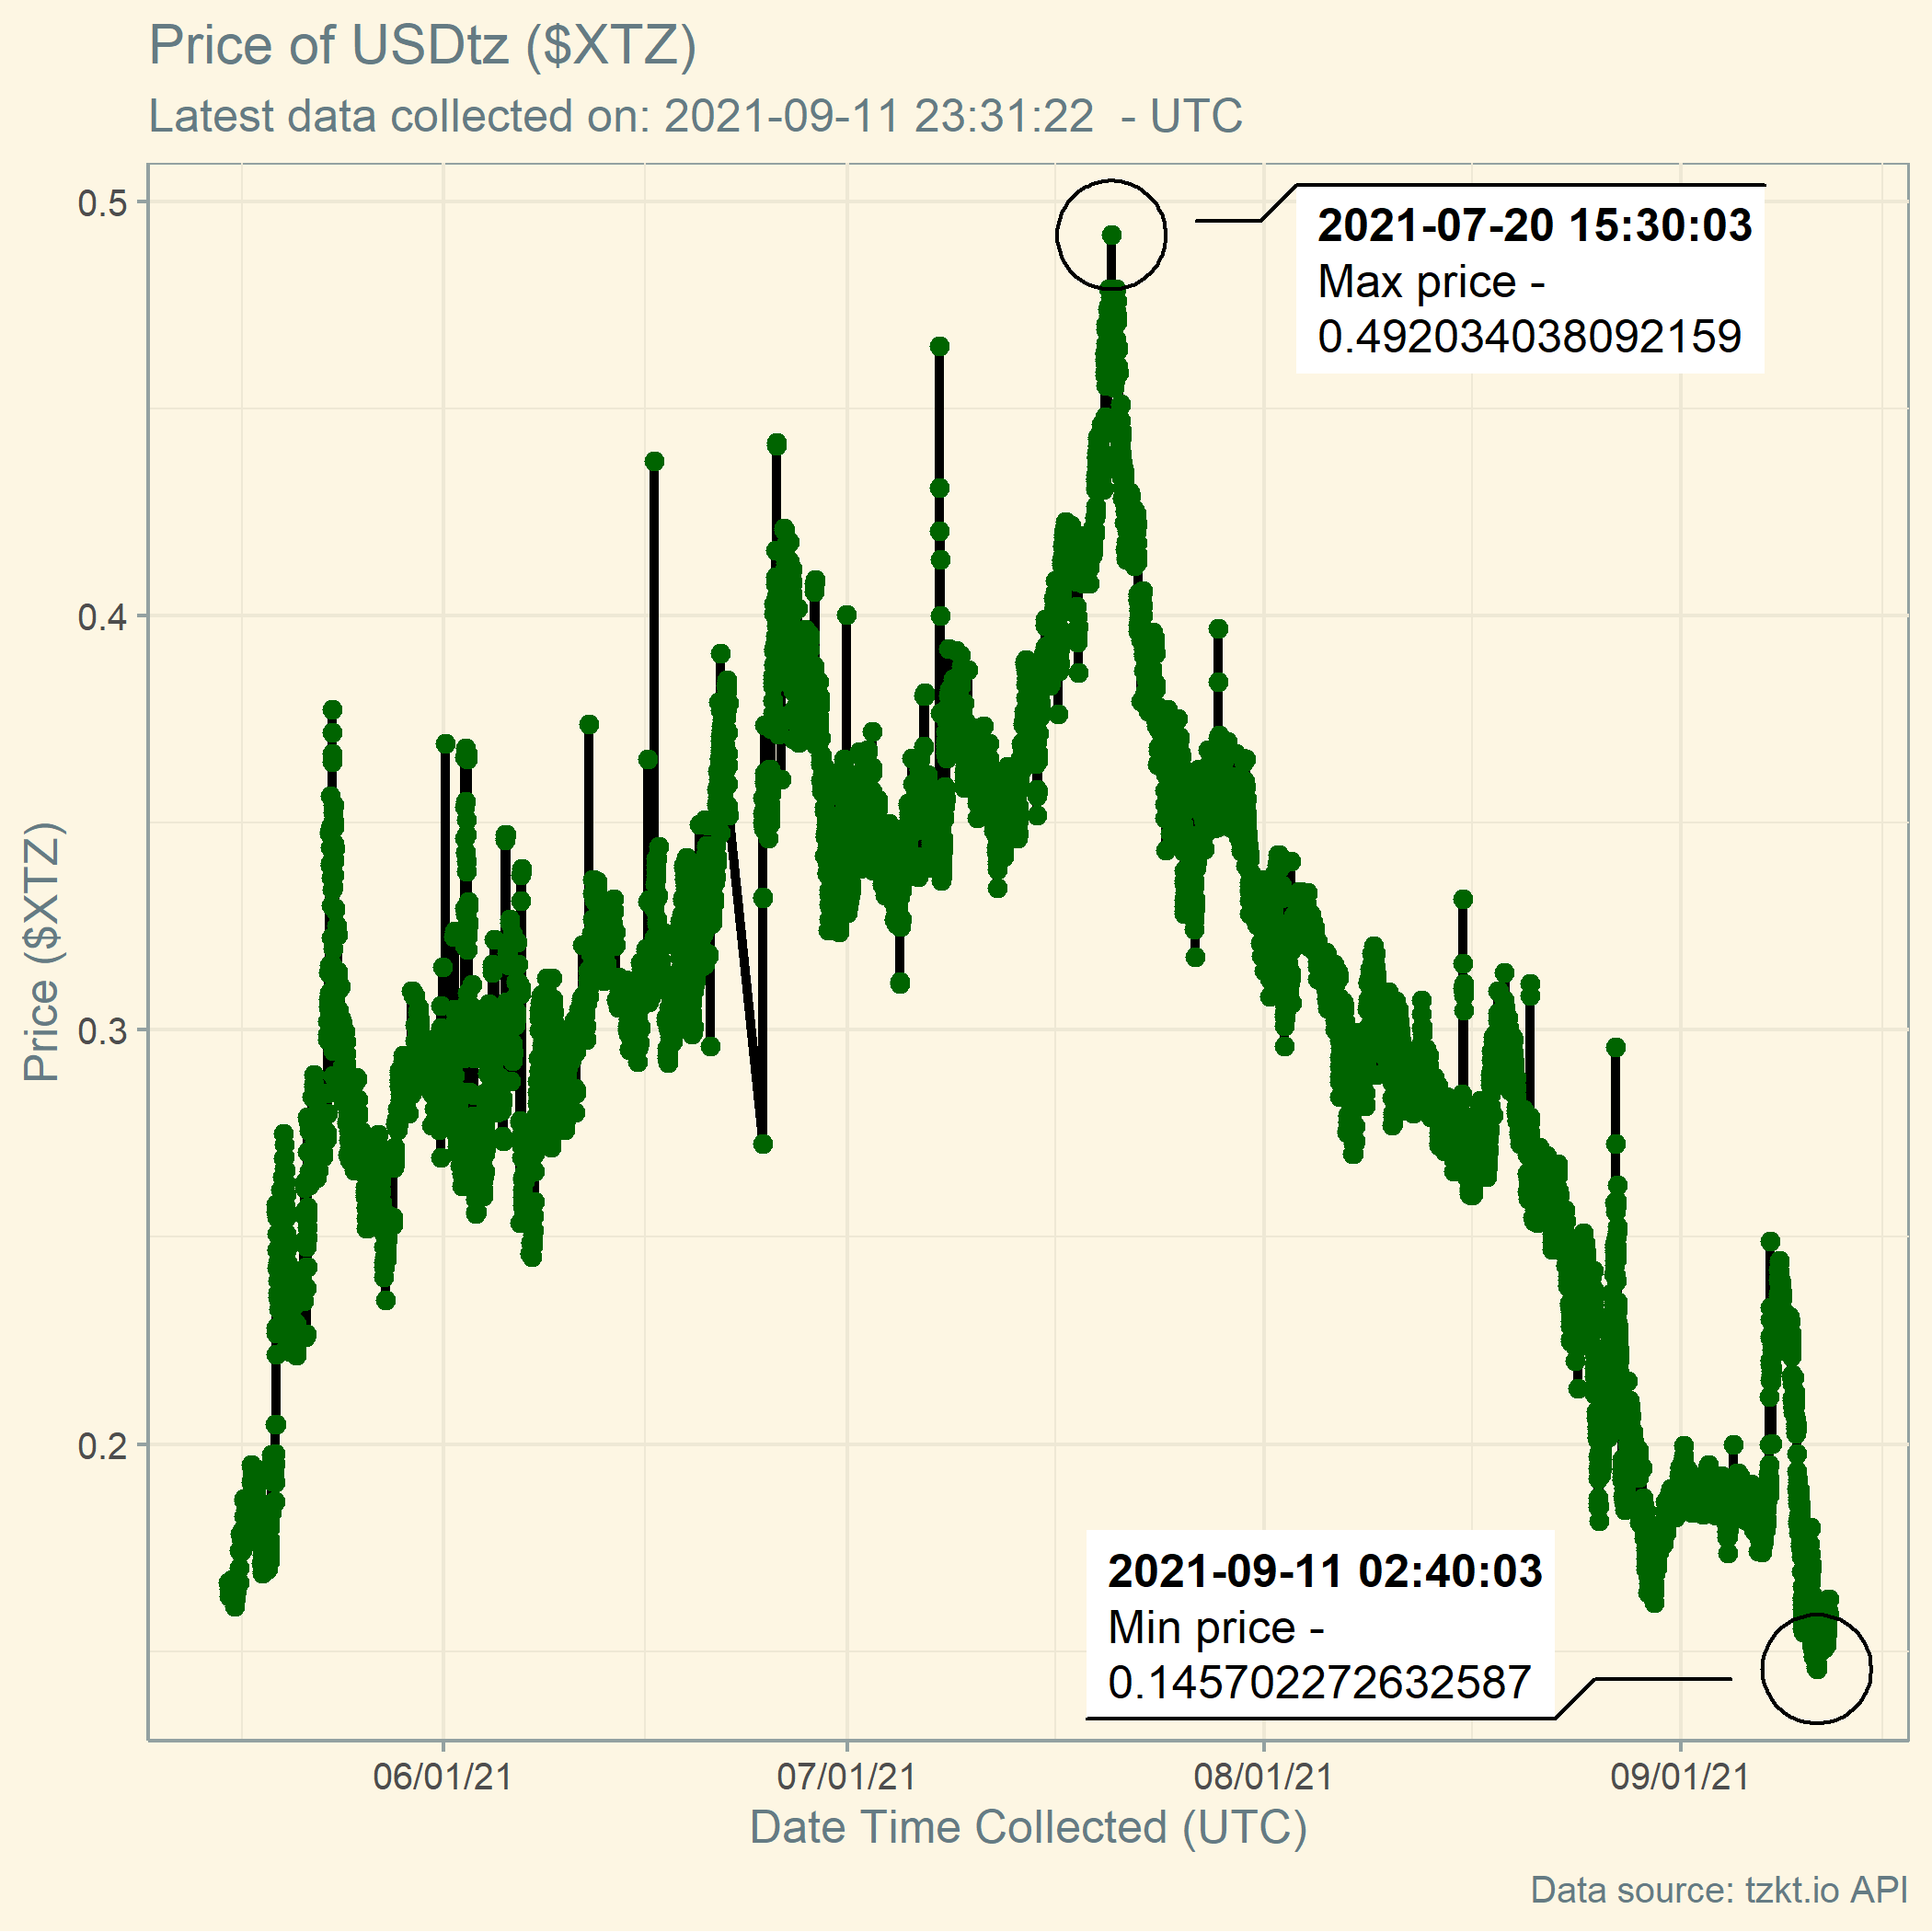 Price of USDtz ($XTZ)
Latest data collected on: 2021-09-11 23:31:22  - UTC
0.5
0.4
0.3
0.2
Price ($XTZ)
2021-07-20 15:30:03
Max price -
0.492034038092159
2021-09-11 02:40:03
Min price -
0.145702272632587
06/01/21
07/01/21
08/01/21
09/01/21
Date Time Collected (UTC)
Data source: tzkt.io API